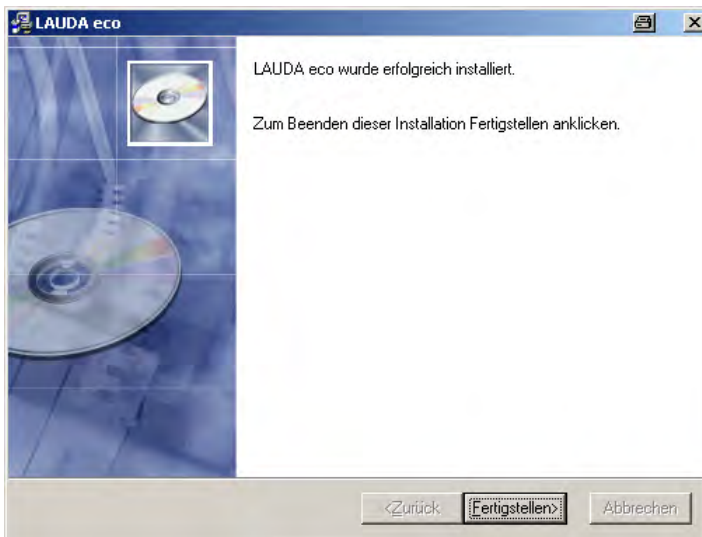 LAUDA eco
LAUDA eco wurde erfolgreich installiert.
Zum Beenden dieser Installation Fertigstellen anklicken.
<Zurück
Fertigstellen>
Abbrechen